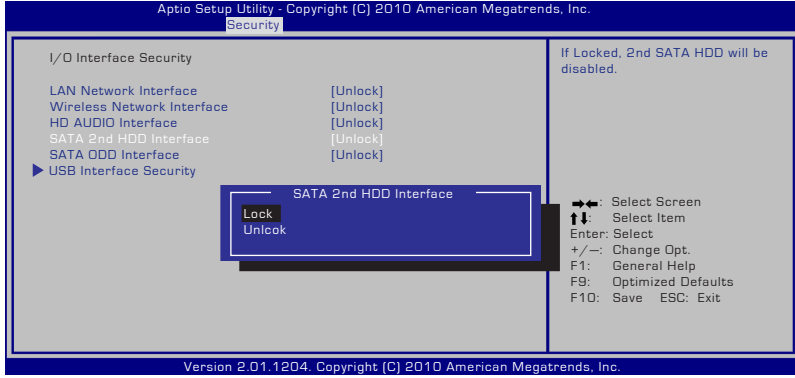 Aptio Setup Utility - Copyright (C) 2010 American Megatrends, Inc.
Security
I/O Interface Security
LAN Network Interface [Unlock]
Wireless Network Interface [Unlock]
HD AUDIO Interface [Unlock]
SATA 2nd HDD Interface [Unlock]
SATA ODD Interface [Unlock]
USB Interface Security
SATA 2nd HDD Interface
Lock
Unlcok
If Locked, 2nd SATA HDD will be
disabled.
→←: Select Screen
↑↓: Select Item
Enter: Select
+/—: Change Opt.
F1: General Help
F9: Optimized Defaults
F10: Save ESC: Exit
Version 2.01.1204. Copyright (C) 2010 American Megatrends, Inc.